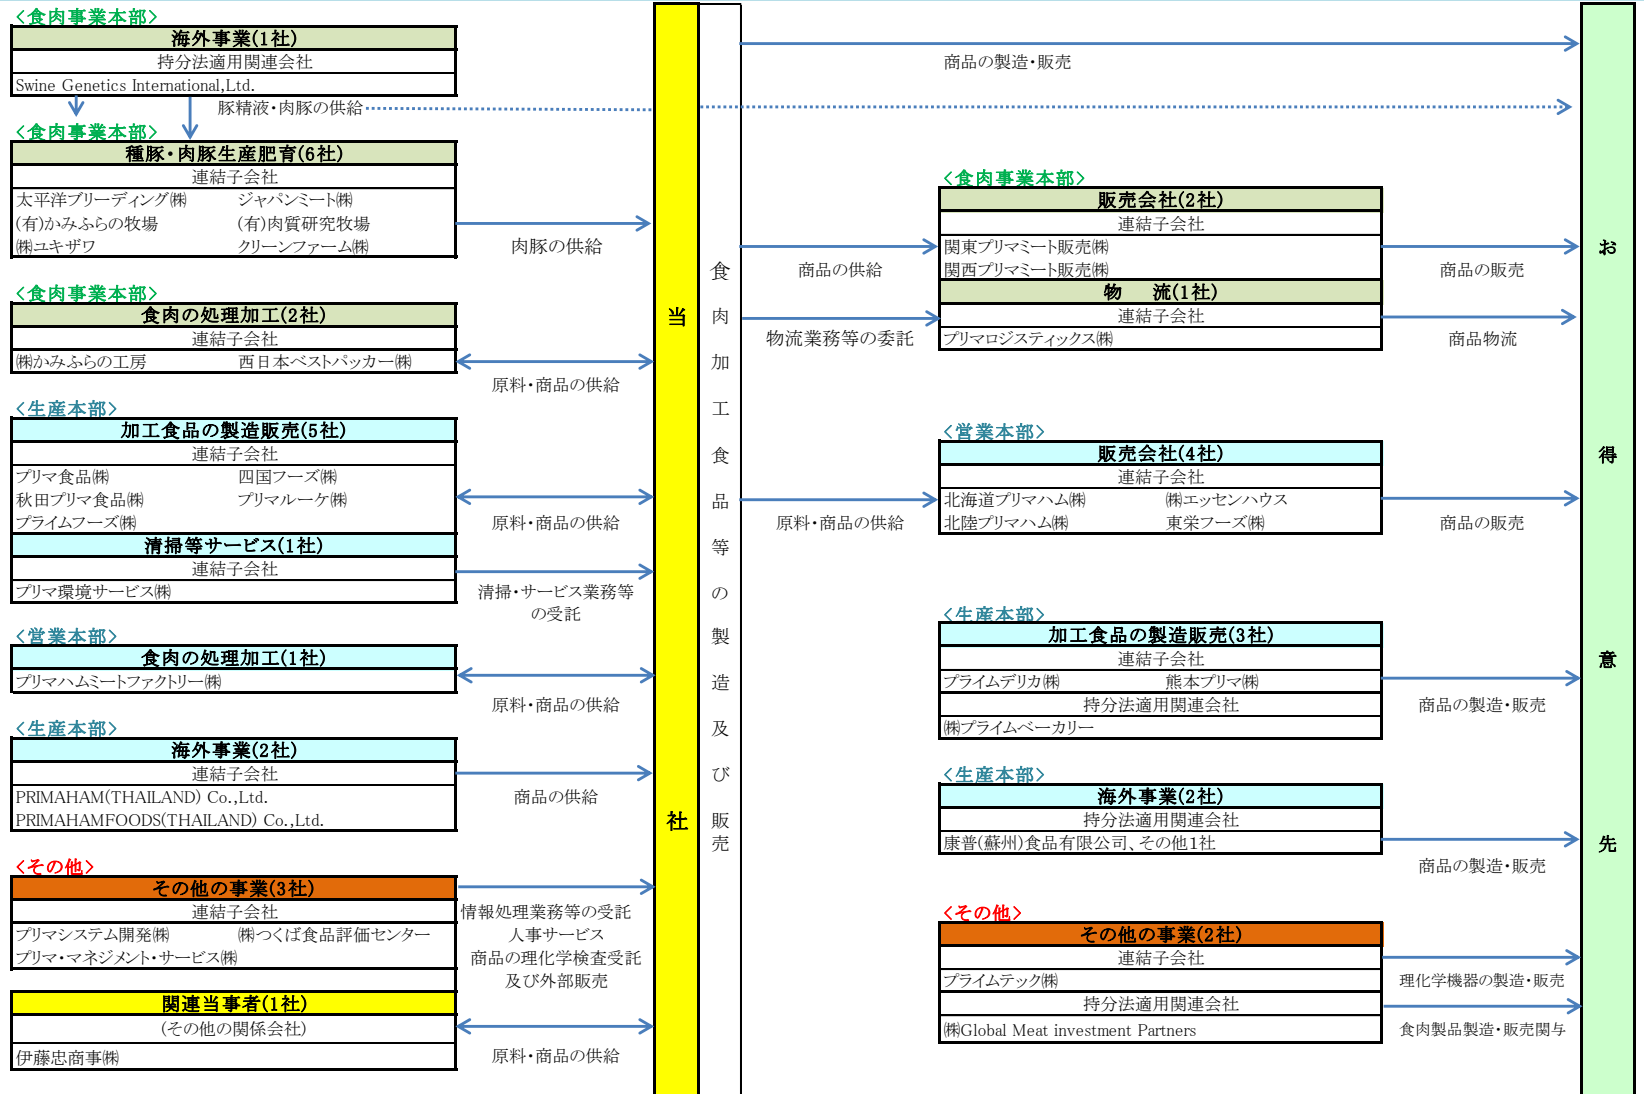 <食肉事業本部>
海外事業(1社)
持分法適用関連会社
Swine Genetics International,Ltd.
豚精液・肉豚の供給
<食肉事業本部>
種豚・肉豚生産肥育(6社)
連結子会社
太平洋ブリーディング㈱ ジャパンミート㈱
(有)かみふらの牧場 (有)肉質研究牧場
㈱ユキザワ クリーンファーム㈱
肉豚の供給
<食肉事業本部>
食肉の処理加工(2社)
連結子会社
㈱かみふらの工房 西日本ベストパッカー㈱
原料・商品の供給
<生産本部>
加工食品の製造販売(5社)
連結子会社
プリマ食品㈱ 四国フーズ㈱
秋田プリマ食品㈱ プリマルーケ㈱
プライムフーズ㈱
原料・商品の供給
清掃等サービス(1社)
連結子会社
プリマ環境サービス㈱
清掃・サービス業務等
の受託
<営業本部>
食肉の処理加工(1社)
プリマハムミートファクトリー㈱
原料・商品の供給
<生産本部>
海外事業(2社)
連結子会社
PRIMAHAM(THAILAND) Co.,Ltd.
PRIMAHAMFOODS(THAILAND) Co.,Ltd.
商品の供給
<その他>
その他の事業(3社)
連結子会社
プリマシステム開発㈱ ㈱つくば食品評価センター
プリマ・マネジメント・サービス㈱
情報処理業務等の受託
人事サービス
商品の理化学検査受託
及び外部販売
関連当事者(1社)
(その他の関係会社)
伊藤忠商事㈱
原料・商品の供給
当社
食肉加工食品等の製造及び販売
商品の製造・販売
<食肉事業本部>
販売会社(2社)
連結子会社
関東プリマミート販売㈱
関西プリマミート販売㈱
商品の供給
商品の販売
物 流(1社)
連結子会社
プリマロジスティックス㈱
物流業務等の委託
商品物流
<営業本部>
販売会社(4社)
連結子会社
北海道プリマハム㈱ ㈱エッセンハウス
北陸プリマハム㈱ 東栄フーズ㈱
原料・商品の供給
商品の販売
<生産本部>
加工食品の製造販売(3社)
連結子会社
プライムデリカ㈱ 熊本プリマ㈱
持分法適用関連会社
㈱プライムベーカリー
商品の製造・販売
<生産本部>
海外事業(2社)
持分法適用関連会社
康普(蘇州)食品有限公司、その他1社
商品の製造・販売
<その他>
その他の事業(2社)
連結子会社
プライムテック㈱
理化学機器の製造・販売
持分法適用関連会社
㈱Global Meat investment Partners
食肉製品製造・販売関与
お得意先